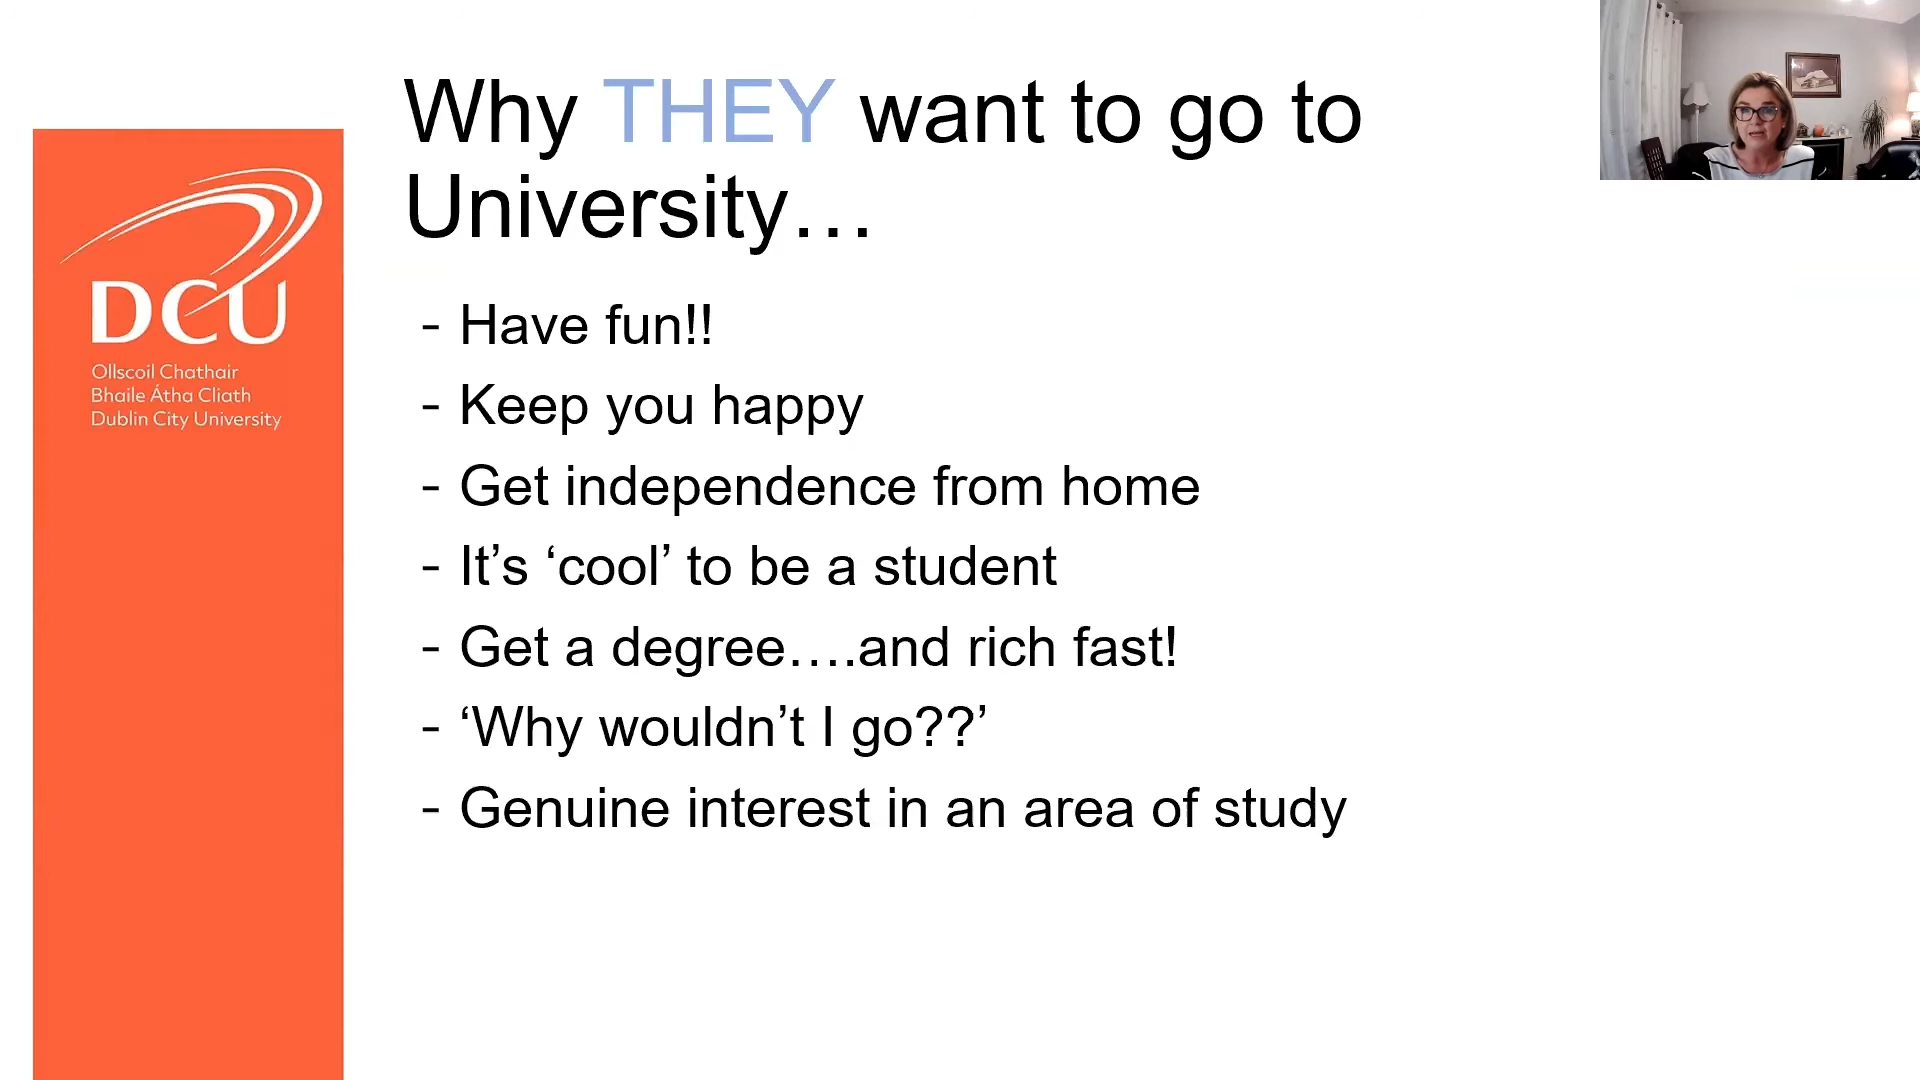 Why THEY want to go to
University…
DCU
Ollscoil Chathair
Bhaile Átha Cliath
Dublin City University
- Have fun!!
- Keep you happy
- Get independence from home
- It’s ‘cool’ to be a student
- Get a degree….and rich fast!
- ‘Why wouldn’t I go??’
- Genuine interest in an area of study